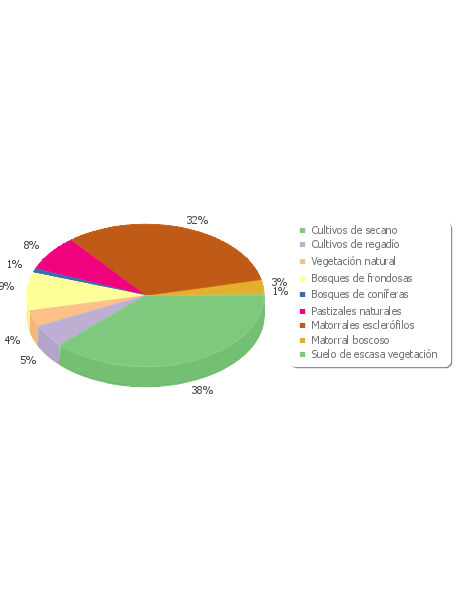 32%
8%
1%
9%
4%
5%
38%
3%
1%
Cultivos de secano
Cultivos de regadío
Vegetación natural
Bosques de frondosas
Bosques de coníferas
Pastizales naturales
Matorrales esclerófilos
Matorral boscoso
Suelo de escasa vegetación